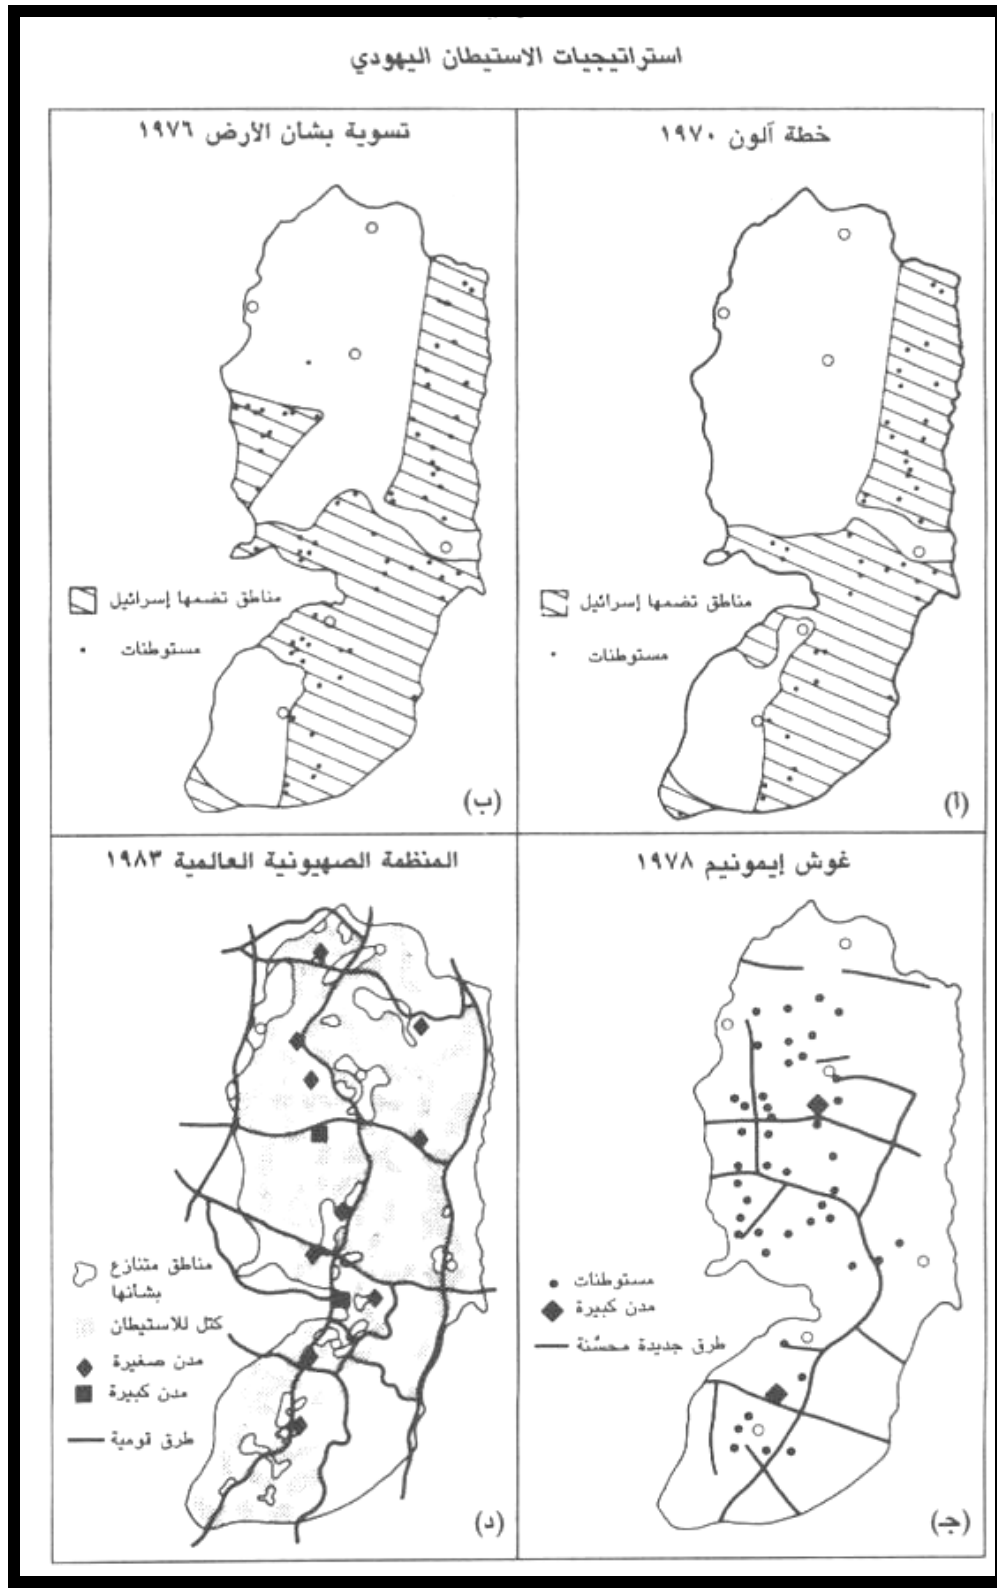 استراتيجيات الاستيطان اليهودي
خطة آلون ١٩٧٠
مناطق تضمها إسرائيل
مستوطنات
(أ)
تسوية بشأن الأرض ١٩٧٦
مناطق تضمها إسرائيل
مستوطنات
(ب)
غوش إيمونيم ١٩٧٨
مستوطنات
مدن كبيرة
طرق جديدة محسَّنة
(جـ)
المنظمة الصهيونية العالمية ١٩٨٣
مناطق متنازع
بشأنها
كتل للاستيطان
مدن صغيرة
مدن كبيرة
طرق قومية
(د)